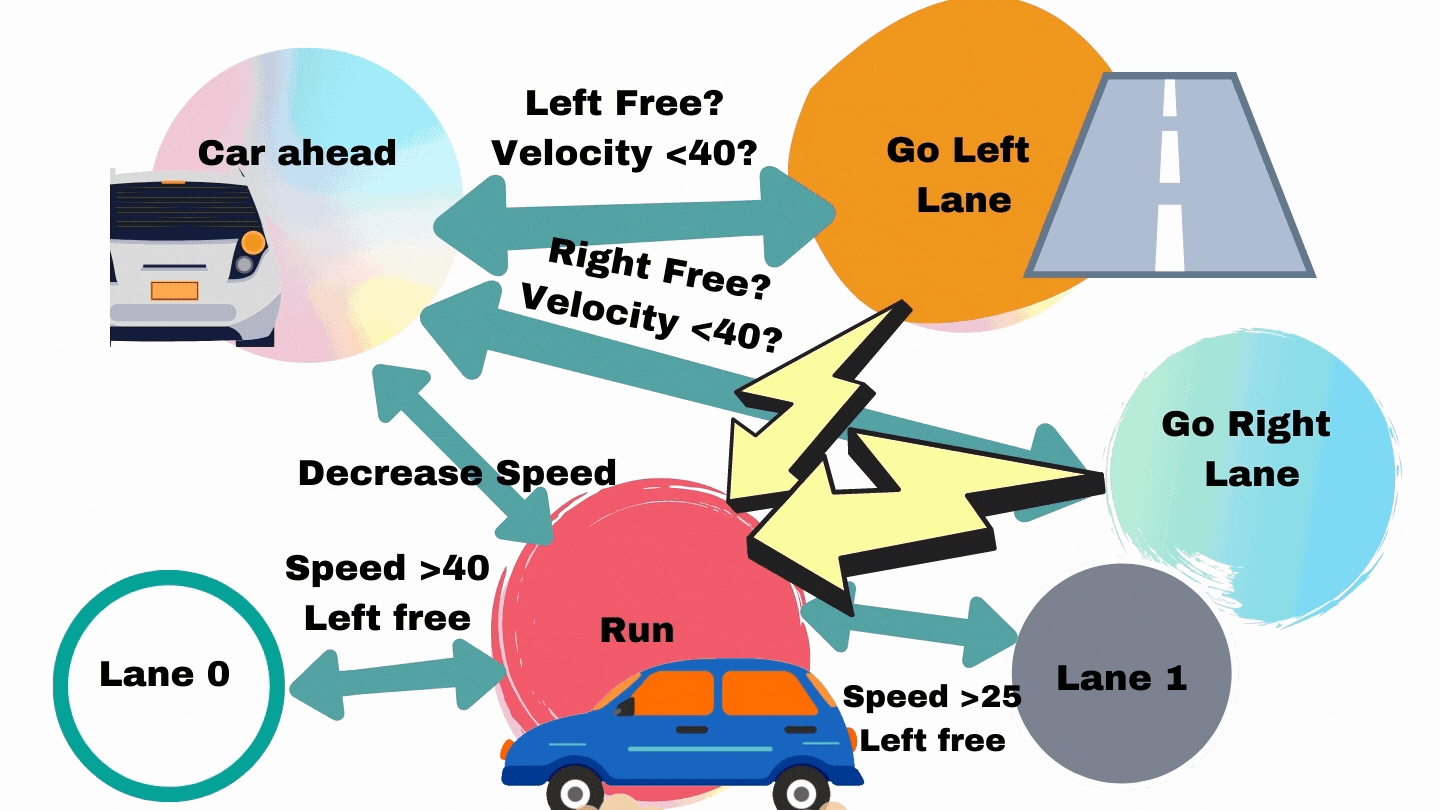 Left Free?
Velocity <40?
Car ahead
Go Left
Lane
Right Free?
Velocity <40?
Go Right
Lane
Decrease Speed
Speed >40
Left free
Run
Lane 0
Lane 1
Speed >25
Left free